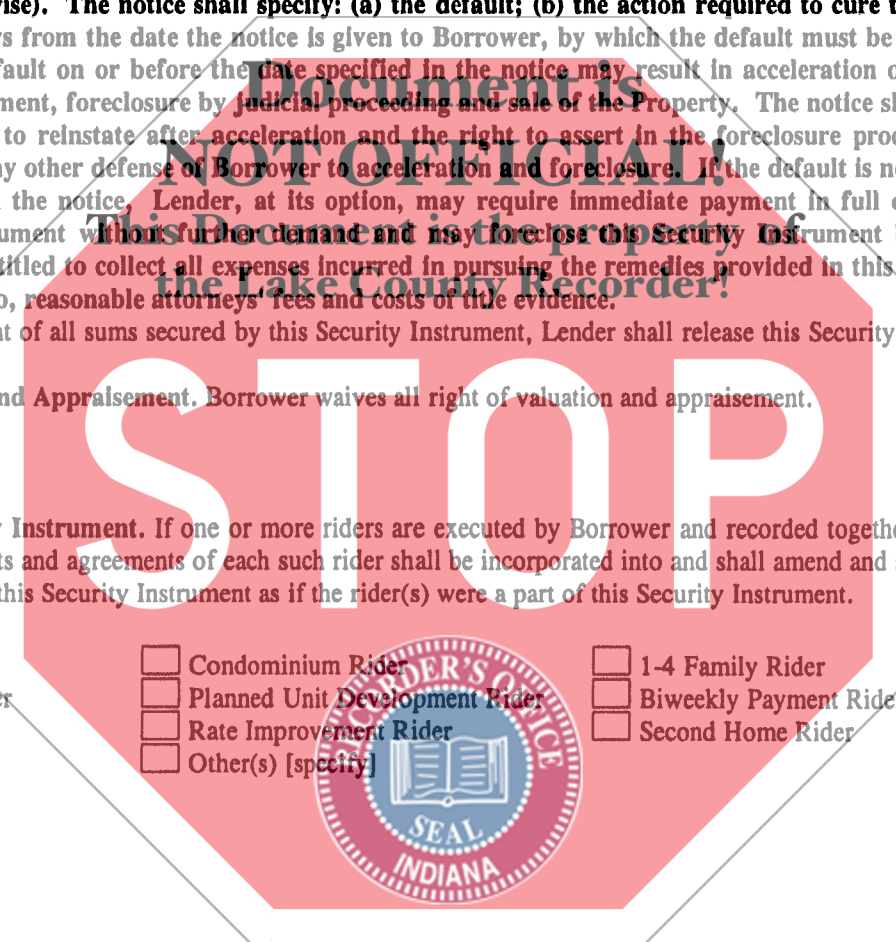 ise). The notice shall specify: (a) the default; (b) the action required to cure t
s from the date the notice is given to Borrower, by which the default must be
fault on or before the date specified in the notice may result in acceleration o
ment, foreclosure by judicial proceeding and sale of the Property. The notice sh
to reinstate after acceleration and the right to assert in the foreclosure proc
ny other defense of Borrower to acceleration and foreclosure. If the default is no
the notice, Lender, at its option, may require immediate payment in full o
ument without further demand and may foreclose this Security Instrument
titled to collect all expenses incurred in pursuing the remedies provided in this
o, reasonable attorneys' fees and costs of title evidence.
nt of all sums secured by this Security Instrument, Lender shall release this Security
nd Appraisement. Borrower waives all right of valuation and appraisement.
Instrument. If one or more riders are executed by Borrower and recorded togethe
ts and agreements of each such rider shall be incorporated into and shall amend and
this Security Instrument as if the rider(s) were a part of this Security Instrument.
Condominium Rider
1-4 Family Rider
er
Planned Unit Development Rider
Biweekly Payment Ride
Rate Improvement Rider
Second Home Rider
Other(s) [specify]
Document is
NOT OFFICIAL!
This Document is the property of
the Lake County Recorder!
STOP
RECORDER'S OFFICE
SEAL
INDIANA